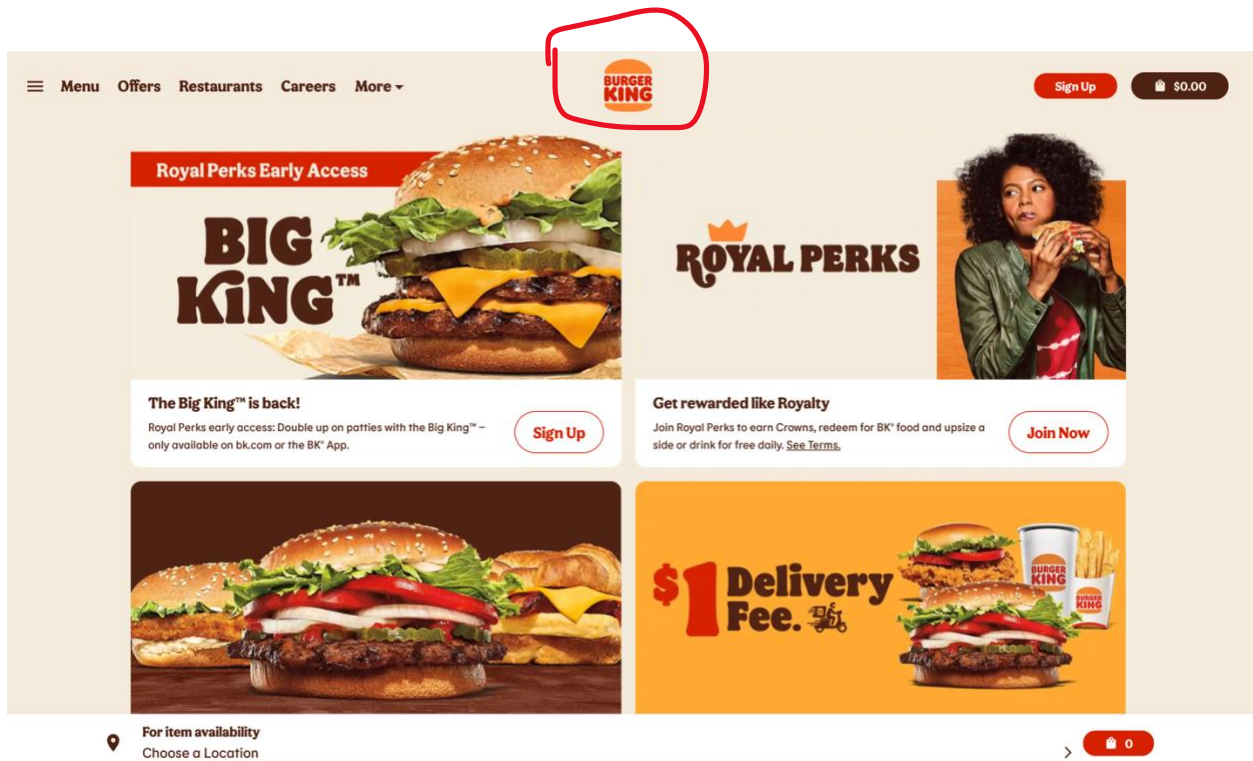 Menu Offers Restaurants Careers More
BURGER
KING
Sign Up
$0.00
Royal Perks Early Access
BIG
KING™
The Big King™ is back!
Royal Perks early access: Double up on patties with the Big King™ –
only available on bk.com or the BK® App.
Sign Up
ROYAL PERKS
Get rewarded like Royalty
Join Royal Perks to earn Crowns, redeem for BK® food and upsize a
side or drink for free daily. See Terms.
Join Now
$1 Delivery
Fee.
BURGER
KING
BURGER
KING
For item availability
Choose a Location
0